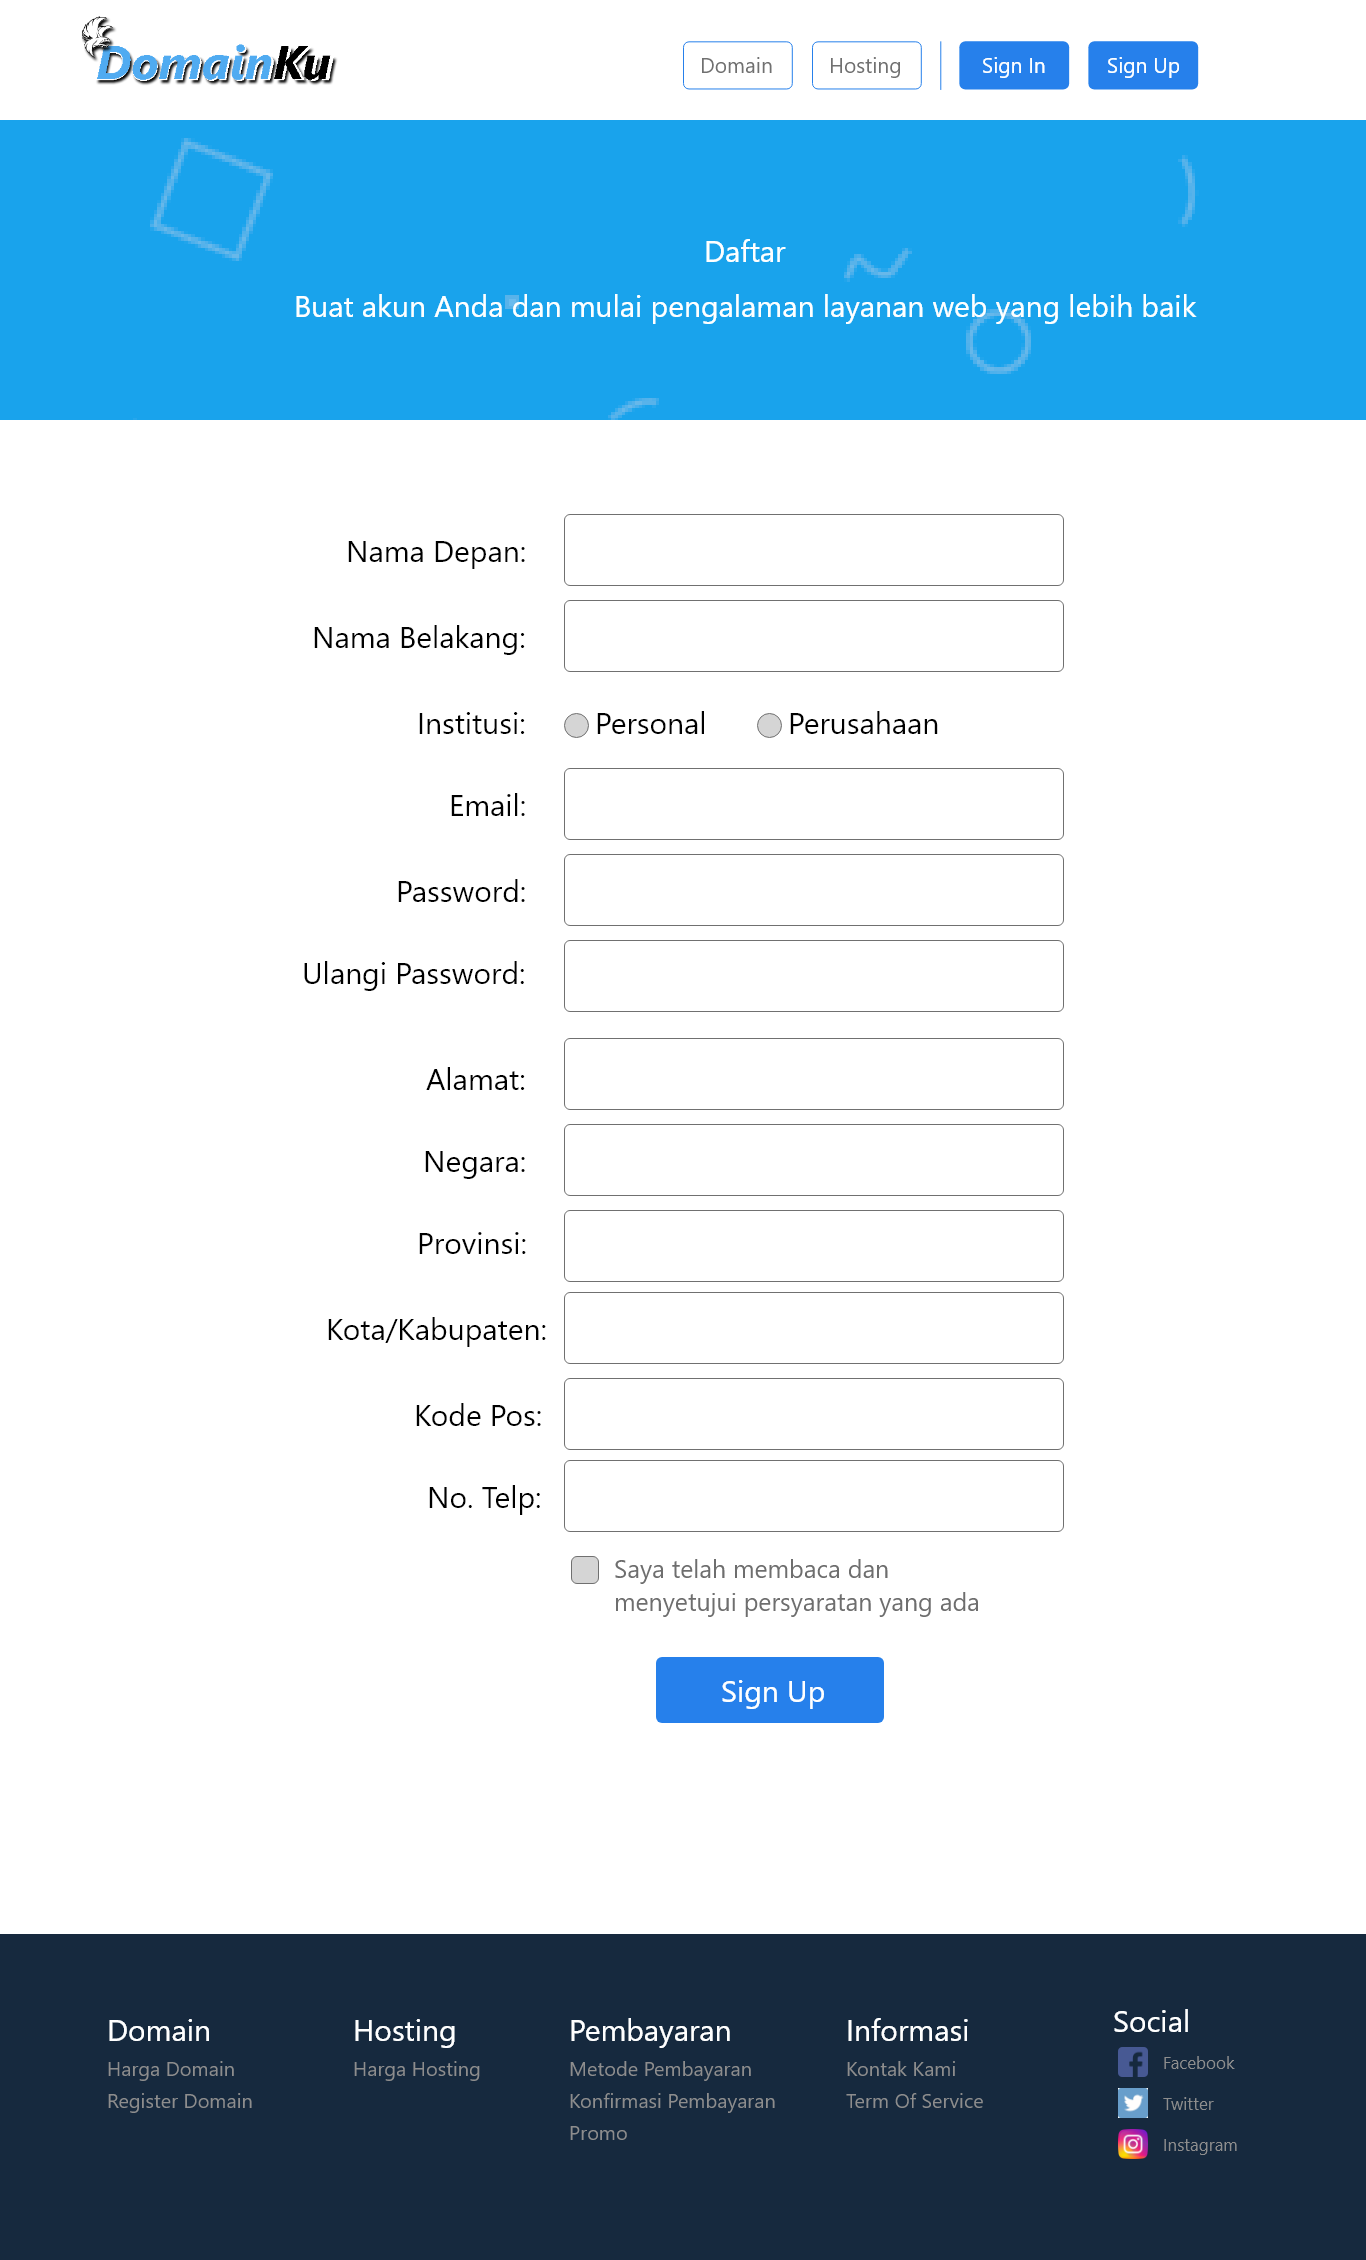 DomainKu
Domain
Hosting
Sign In
Sign Up
Daftar
Buat akun Anda dan mulai pengalaman layanan web yang lebih baik
Nama Depan:
Nama Belakang:
Institusi:
Personal
Perusahaan
Email:
Password:
Ulangi Password:
Alamat:
Negara:
Provinsi:
Kota/Kabupaten:
Kode Pos:
No. Telp:
Saya telah membaca dan
menyetujui persyaratan yang ada
Sign Up
Domain
Harga Domain
Register Domain
Hosting
Harga Hosting
Pembayaran
Metode Pembayaran
Konfirmasi Pembayaran
Promo
Informasi
Kontak Kami
Term Of Service
Social
Facebook
Twitter
Instagram